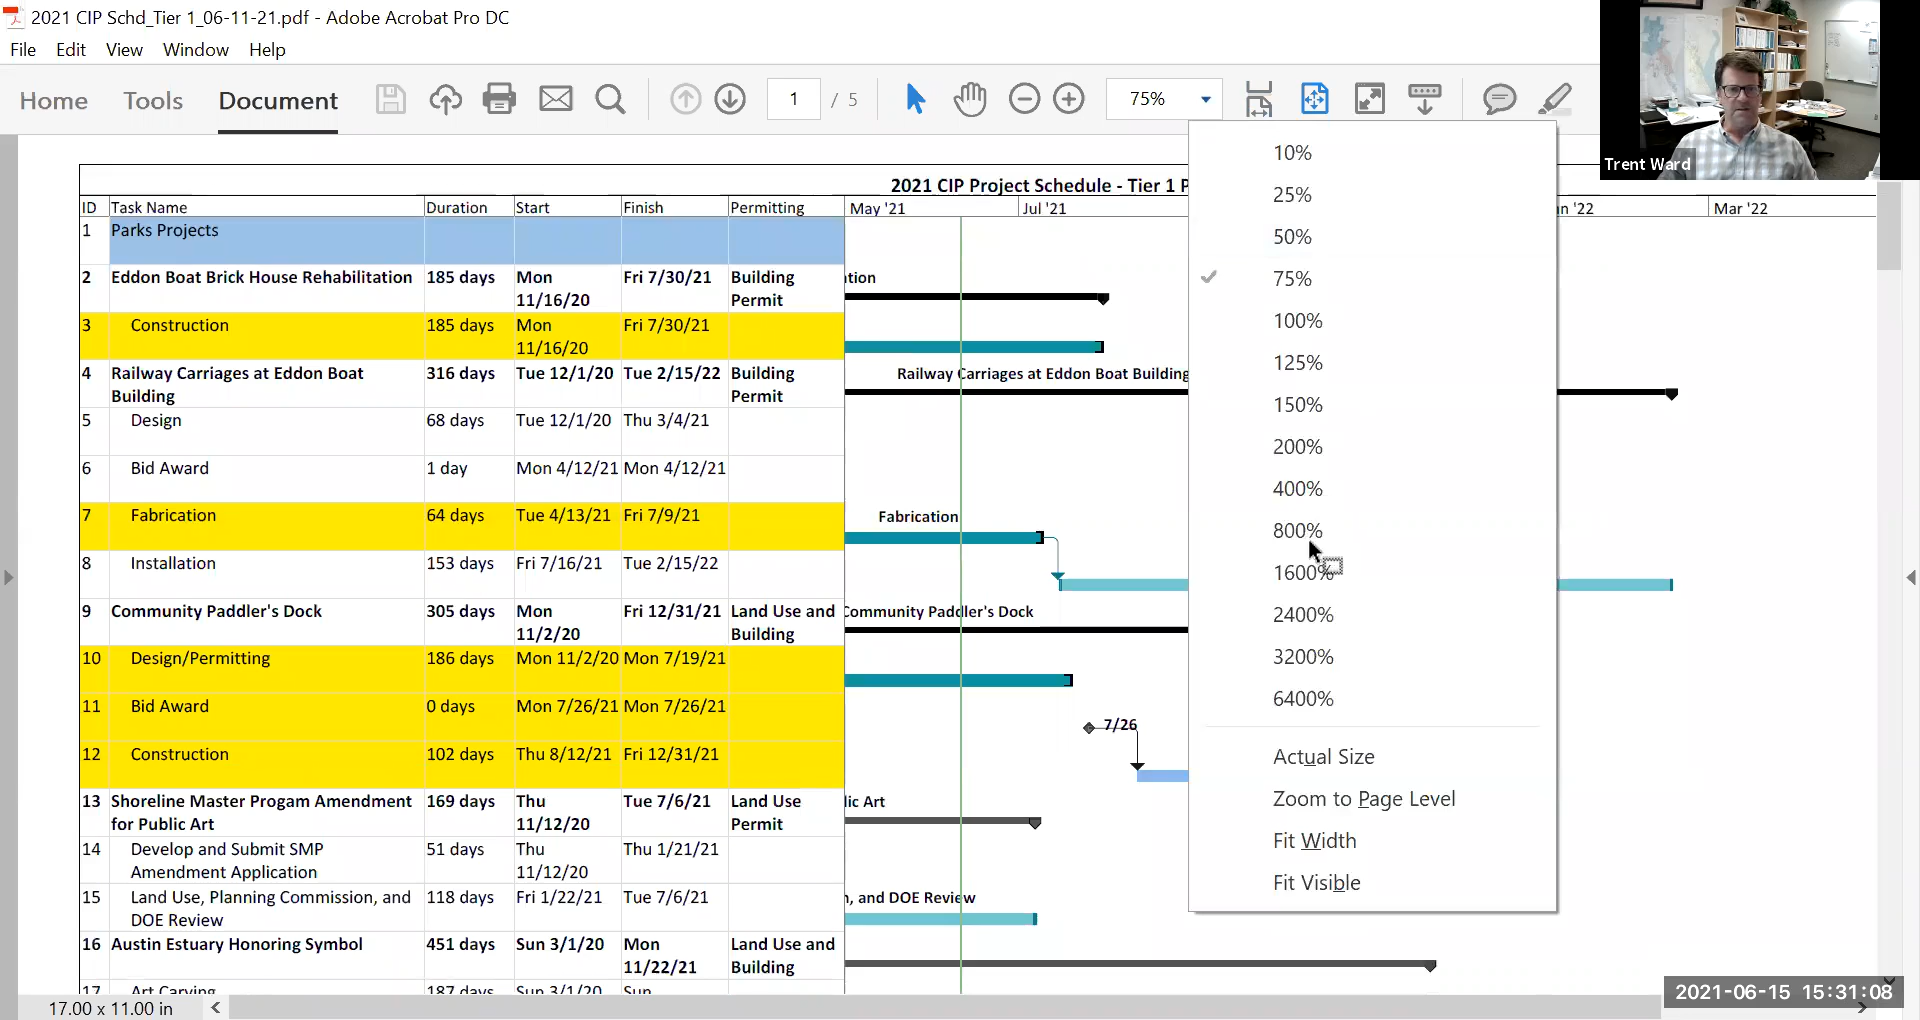 2021 CIP Schd_Tier 1_06-11-21.pdf - Adobe Acrobat Pro DC
File Edit View Window Help
Home Tools Document 1 / 5 75%
Trent Ward
10%
25%
50%
75%
100%
125%
150%
200%
400%
800%
1600%
2400%
3200%
6400%
Actual Size
Zoom to Page Level
Fit Width
Fit Visible
2021 CIP Project Schedule - Tier 1 P
ID Task Name Duration Start Finish Permitting May '21 Jul '21 n '22 Mar '22
1 Parks Projects
2 Eddon Boat Brick House Rehabilitation 185 days Mon Fri 7/30/21 Building ation
11/16/20 Permit
3 Construction 185 days Mon Fri 7/30/21
11/16/20
4 Railway Carriages at Eddon Boat 316 days Tue 12/1/20 Tue 2/15/22 Building Railway Carriages at Eddon Boat Building
Building Permit
5 Design 68 days Tue 12/1/20 Thu 3/4/21
6 Bid Award 1 day Mon 4/12/21 Mon 4/12/21
7 Fabrication 64 days Tue 4/13/21 Fri 7/9/21 Fabrication
8 Installation 153 days Fri 7/16/21 Tue 2/15/22
9 Community Paddler's Dock 305 days Mon Fri 12/31/21 Land Use and Community Paddler's Dock
11/2/20 Building
10 Design/Permitting 186 days Mon 11/2/20 Mon 7/19/21
11 Bid Award 0 days Mon 7/26/21 Mon 7/26/21 7/26
12 Construction 102 days Thu 8/12/21 Fri 12/31/21
13 Shoreline Master Progam Amendment 169 days Thu Tue 7/6/21 Land Use lic Art
for Public Art 11/12/20 Permit
14 Develop and Submit SMP 51 days Thu Thu 1/21/21
Amendment Application 11/12/20
15 Land Use, Planning Commission, and 118 days Fri 1/22/21 Tue 7/6/21 n, and DOE Review
DOE Review
16 Austin Estuary Honoring Symbol 451 days Sun 3/1/20 Mon Land Use and
11/22/21 Building
17 Art Carving 187 days Sun 3/1/20 Sun
17.00 x 11.00 in
2021-06-15 15:31:08